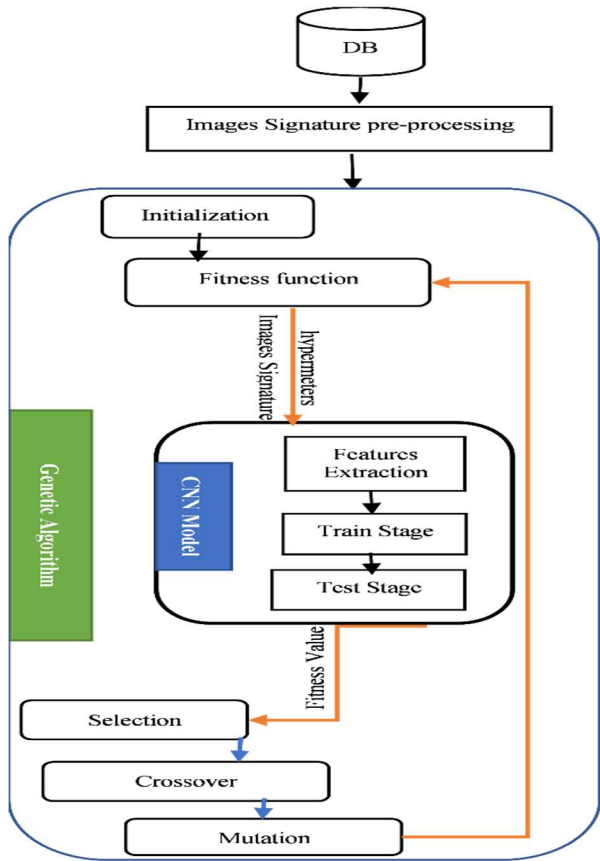 DB
Images Signature pre-processing
Initialization
Fitness function
Images Signature
hypermeters
Genetic Algorithm
CNN Model
Features
Extraction
Train Stage
Test Stage
Fitness Value
Selection
Crossover
Mutation